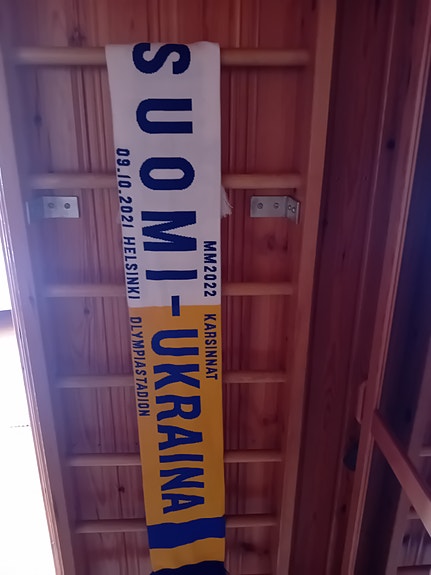 MM2022 KARSINNAT
SUOMI-UKRAINA
09.10.2021 HELSINKI OLYMPIASTADION